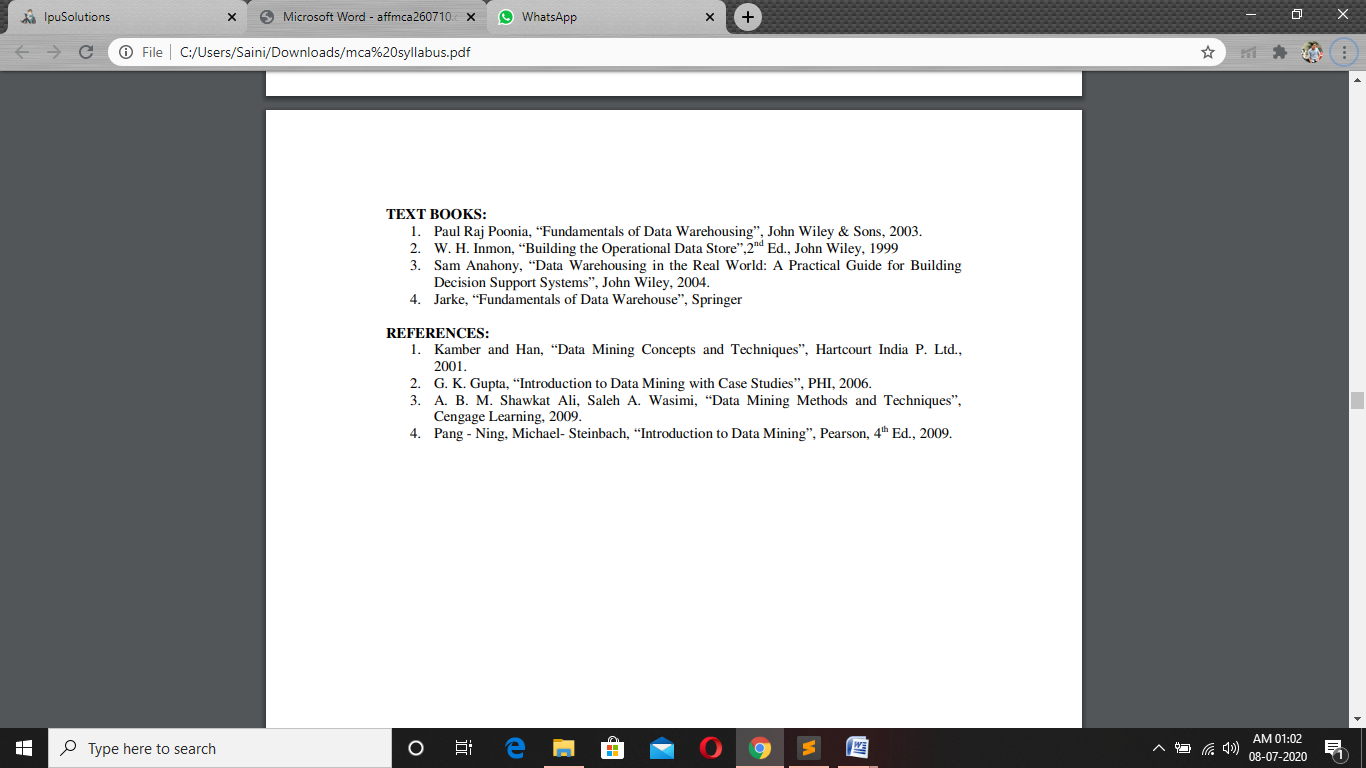 IpuSolutions
Microsoft Word - affmca260710.
WhatsApp
File
C:/Users/Saini/Downloads/mca%20syllabus.pdf
TEXT BOOKS:
1. Paul Raj Poonia, “Fundamentals of Data Warehousing”, John Wiley & Sons, 2003.
2. W. H. Inmon, “Building the Operational Data Store”,2nd Ed., John Wiley, 1999
3. Sam Anahony, “Data Warehousing in the Real World: A Practical Guide for Building
Decision Support Systems”, John Wiley, 2004.
4. Jarke, “Fundamentals of Data Warehouse”, Springer
REFERENCES:
1. Kamber and Han, “Data Mining Concepts and Techniques”, Hartcourt India P. Ltd.,
2001.
2. G. K. Gupta, “Introduction to Data Mining with Case Studies”, PHI, 2006.
3. A. B. M. Shawkat Ali, Saleh A. Wasimi, “Data Mining Methods and Techniques”,
Cengage Learning, 2009.
4. Pang - Ning, Michael- Steinbach, “Introduction to Data Mining”, Pearson, 4th Ed., 2009.
Type here to search
AM 01:02
08-07-2020
1